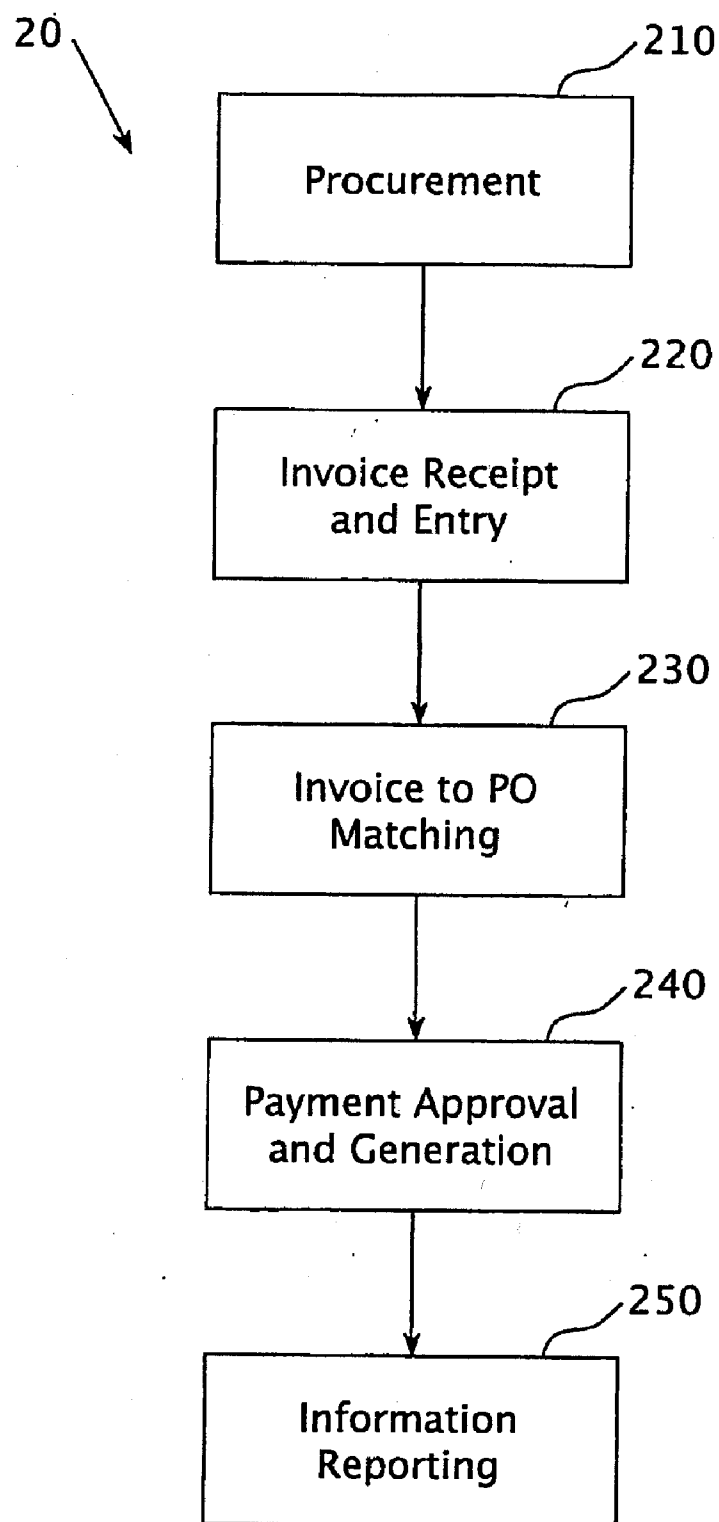 20
210
Procurement
220
Invoice Receipt
and Entry
230
Invoice to PO
Matching
240
Payment Approval
and Generation
250
Information
Reporting